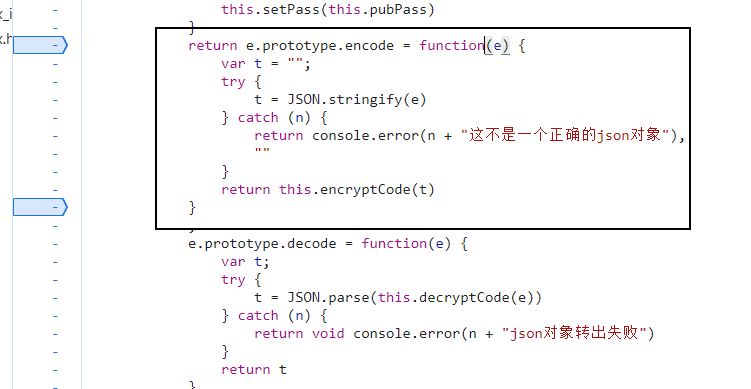 this.setPass(this.pubPass)
}
return e.prototype.encode = function(e) {
var t = "";
try {
t = JSON.stringify(e)
} catch (n) {
return console.error(n + "这不是一个正确的json对象"),
""
}
return this.encryptCode(t)
}
,
e.prototype.decode = function(e) {
var t;
try {
t = JSON.parse(this.decryptCode(e))
} catch (n) {
return void console.error(n + "json对象转出失败")
}
return t
}